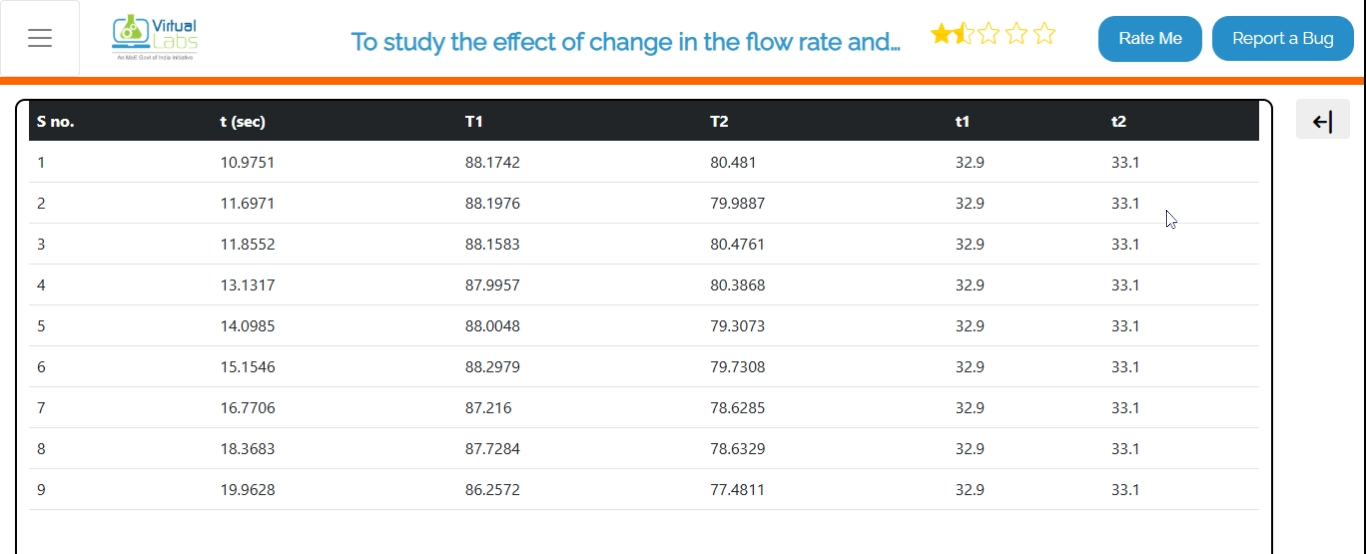 Virtual
Labs
An MoE Govt of India Initiative
To study the effect of change in the flow rate and...
Rate Me
Report a Bug
S no. t (sec) T1 T2 t1 t2
1 10.9751 88.1742 80.481 32.9 33.1
2 11.6971 88.1976 79.9887 32.9 33.1
3 11.8552 88.1583 80.4761 32.9 33.1
4 13.1317 87.9957 80.3868 32.9 33.1
5 14.0985 88.0048 79.3073 32.9 33.1
6 15.1546 88.2979 79.7308 32.9 33.1
7 16.7706 87.216 78.6285 32.9 33.1
8 18.3683 87.7284 78.6329 32.9 33.1
9 19.9628 86.2572 77.4811 32.9 33.1